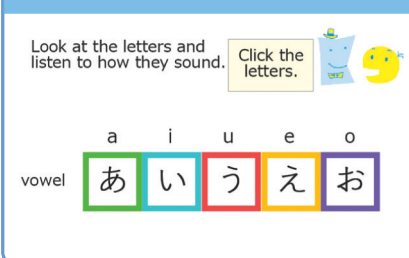 Look at the letters and
listen to how they sound.
Click the
letters.
a i u e o
vowel あ い う え お